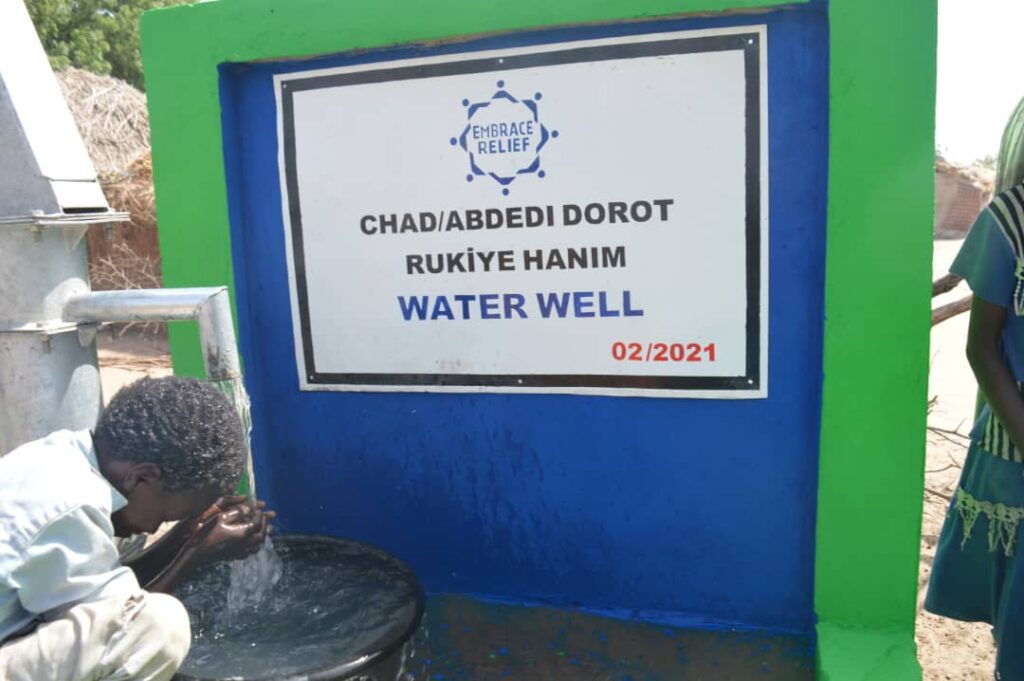 EMBRACE
RELIEF
CHAD/ABDEDI DOROT
RUKİYE HANIM
WATER WELL
02/2021